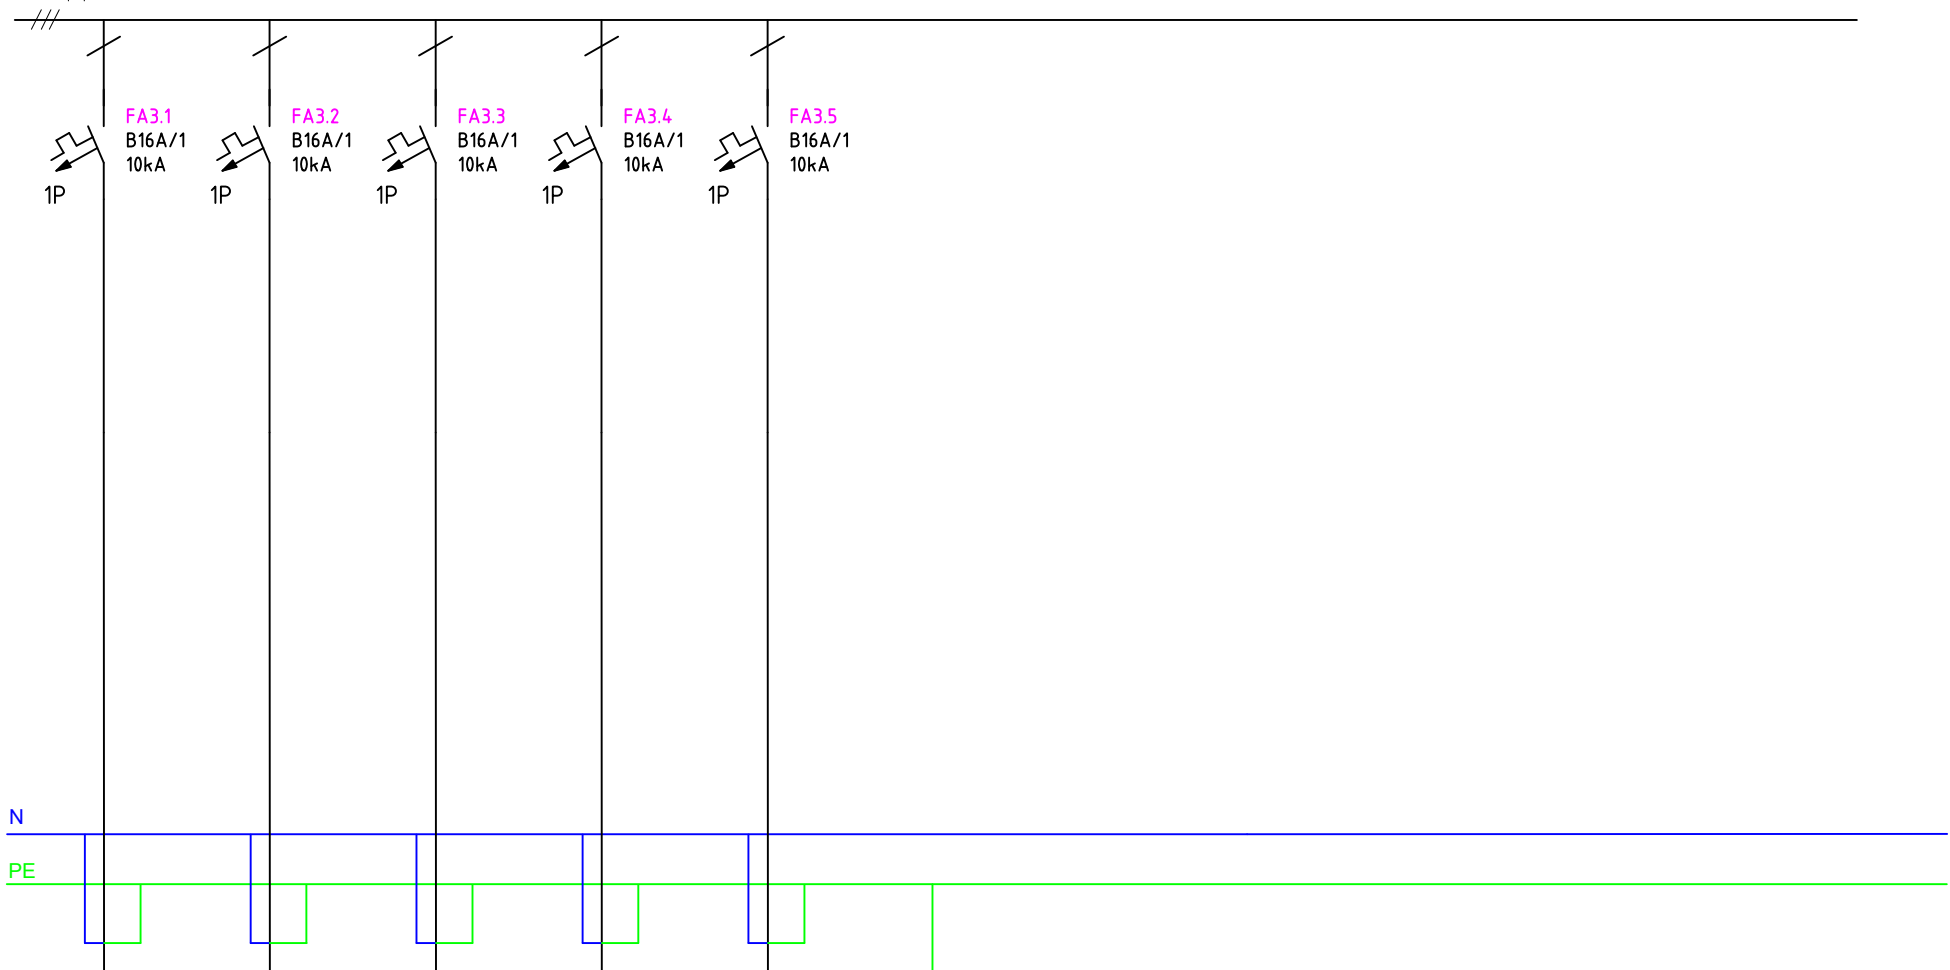 FA3.1
B16A/1
10kA
1P
FA3.2
B16A/1
10kA
1P
FA3.3
B16A/1
10kA
1P
FA3.4
B16A/1
10kA
1P
FA3.5
B16A/1
10kA
1P
N
PE